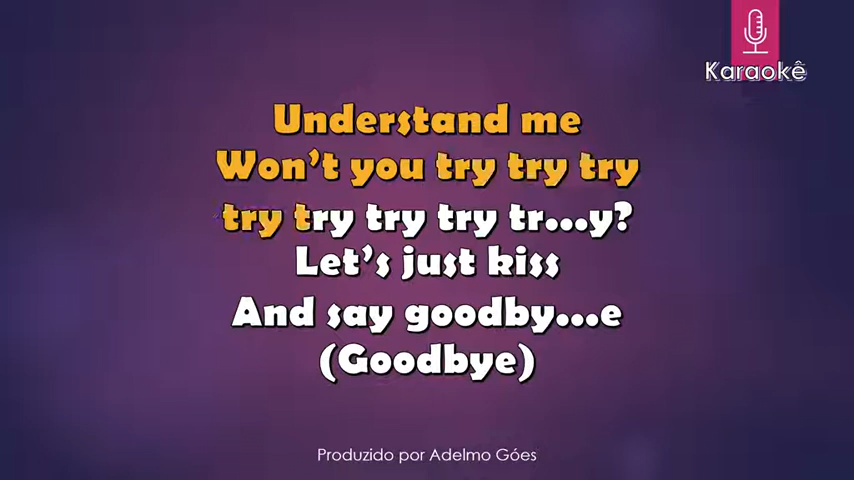 Karaokê
Understand me
Won't you try try try
try try try try tr...y?
Let's just kiss
And say goodby...e
(Goodbye)
Produzido por Adelmo Góes